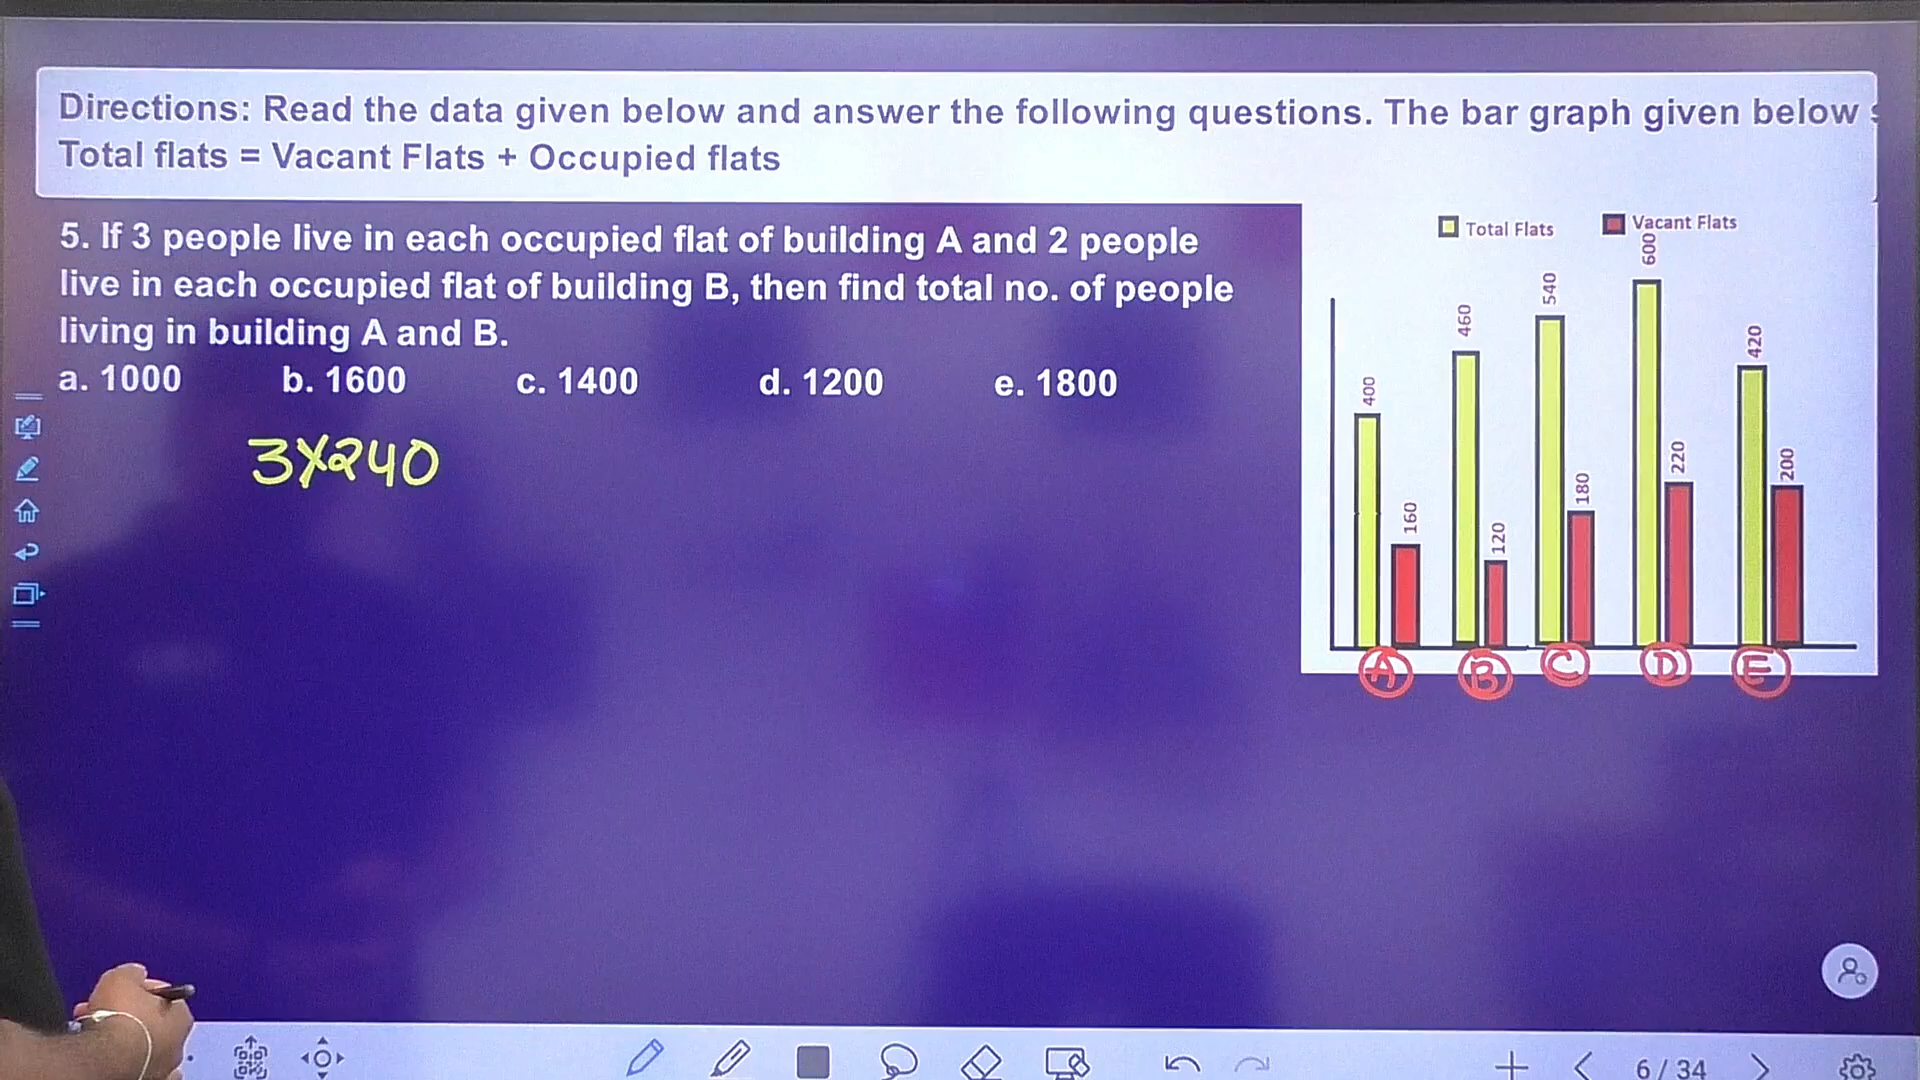 Directions: Read the data given below and answer the following questions. The bar graph given below
Total flats = Vacant Flats + Occupied flats
5. If 3 people live in each occupied flat of building A and 2 people
live in each occupied flat of building B, then find total no. of people
living in building A and B.
a. 1000 b. 1600 c. 1400 d. 1200 e. 1800
3×240
Total Flats Vacant Flats
400 160 460 120 540 180 600 220 420 200
A B C D E
6 / 34